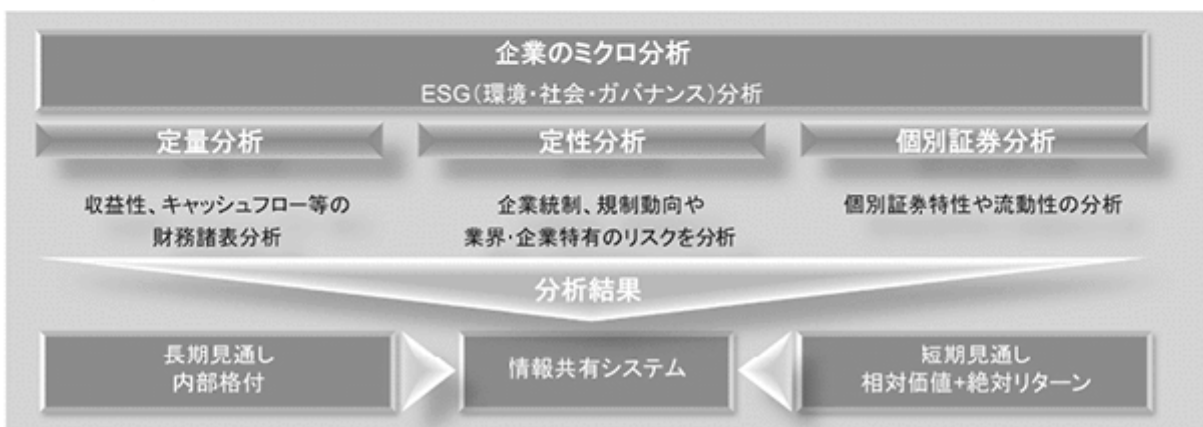 企業のミクロ分析
ESG(環境・社会・ガバナンス)分析
定量分析
定性分析
個別証券分析
収益性、キャッシュフロー等の
財務諸表分析
企業統制、規制動向や
業界・企業特有のリスクを分析
個別証券特性や流動性の分析
分析結果
長期見通し
内部格付
情報共有システム
短期見通し
相対価値+絶対リターン